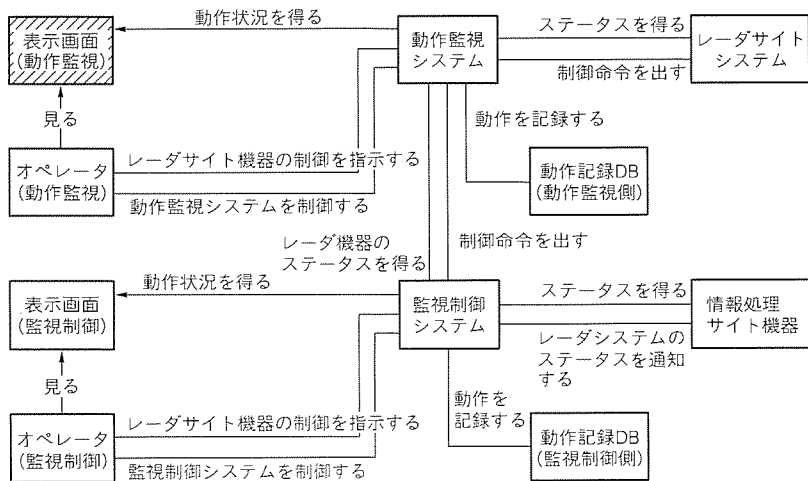 動作状況を得る
表示画面
(動作監視)
動作監視
システム
ステータスを得る
レーダサイト
システム
制御命令を出す
見る
動作を記録する
オペレータ
(動作監視)
レーダサイト機器の制御を指示する
動作監視システムを制御する
動作記録DB
(動作監視側)
レーダ機器の
ステータスを得る
制御命令を出す
動作状況を得る
表示画面
(監視制御)
監視制御
システム
ステータスを得る
情報処理
サイト機器
レーダシステムの
ステータスを通知
する
見る
動作を
記録する
オペレータ
(監視制御)
レーダサイト機器の制御を指示する
監視制御システムを制御する
動作記録DB
(監視制御側)